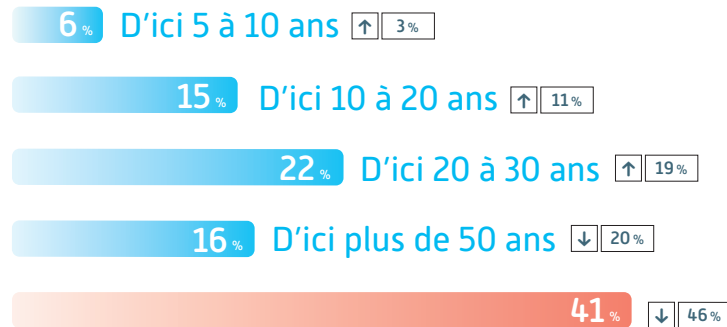 6% D'ici 5 à 10 ans ↑ 3%
15% D'ici 10 à 20 ans ↑ 11%
22% D'ici 20 à 30 ans ↑ 19%
16% D'ici plus de 50 ans ↓ 20%
41% ↓ 46%